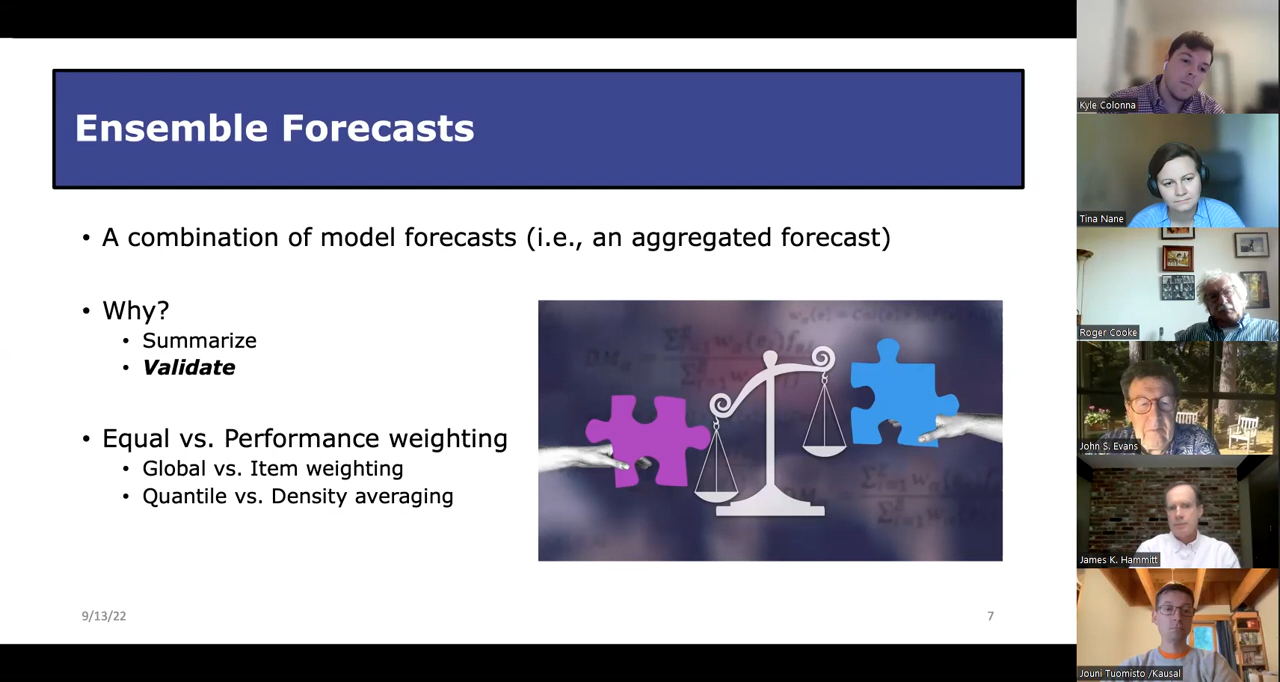 Ensemble Forecasts
• A combination of model forecasts (i.e., an aggregated forecast)
• Why?
• Summarize
• Validate
• Equal vs. Performance weighting
• Global vs. Item weighting
• Quantile vs. Density averaging
9/13/22
7
Kyle Colonna
Tina Nane
Roger Cooke
John S. Evans
James K. Hammitt
Jouni Tuomisto /Kausal